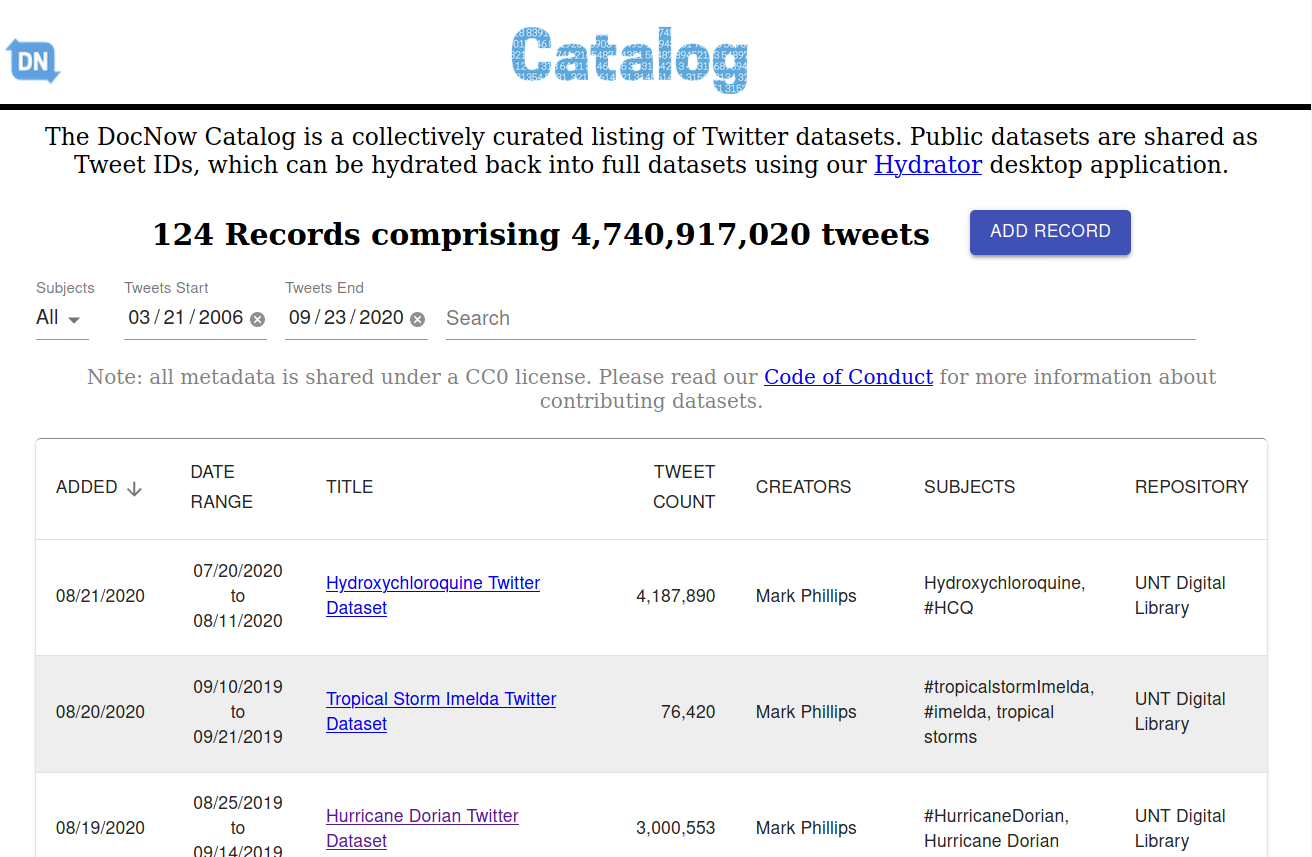 DN
Catalog
The DocNow Catalog is a collectively curated listing of Twitter datasets. Public datasets are shared as
Tweet IDs, which can be hydrated back into full datasets using our Hydrator desktop application.
124 Records comprising 4,740,917,020 tweets ADD RECORD
Subjects Tweets Start Tweets End
All 03/21/2006 09/23/2020 Search
Note: all metadata is shared under a CC0 license. Please read our Code of Conduct for more information about
contributing datasets.
ADDED DATE RANGE TITLE TWEET COUNT CREATORS SUBJECTS REPOSITORY
07/20/2020
08/21/2020 to Hydroxychloroquine Twitter Dataset 4,187,890 Mark Phillips Hydroxychloroquine, #HCQ UNT Digital Library
08/11/2020
09/10/2019
08/20/2020 to Tropical Storm Imelda Twitter Dataset 76,420 Mark Phillips #tropicalstormImelda, #imelda, tropical storms UNT Digital Library
09/21/2019
08/25/2019
08/19/2020 to Hurricane Dorian Twitter Dataset 3,000,553 Mark Phillips #HurricaneDorian, Hurricane Dorian UNT Digital Library
09/14/2019